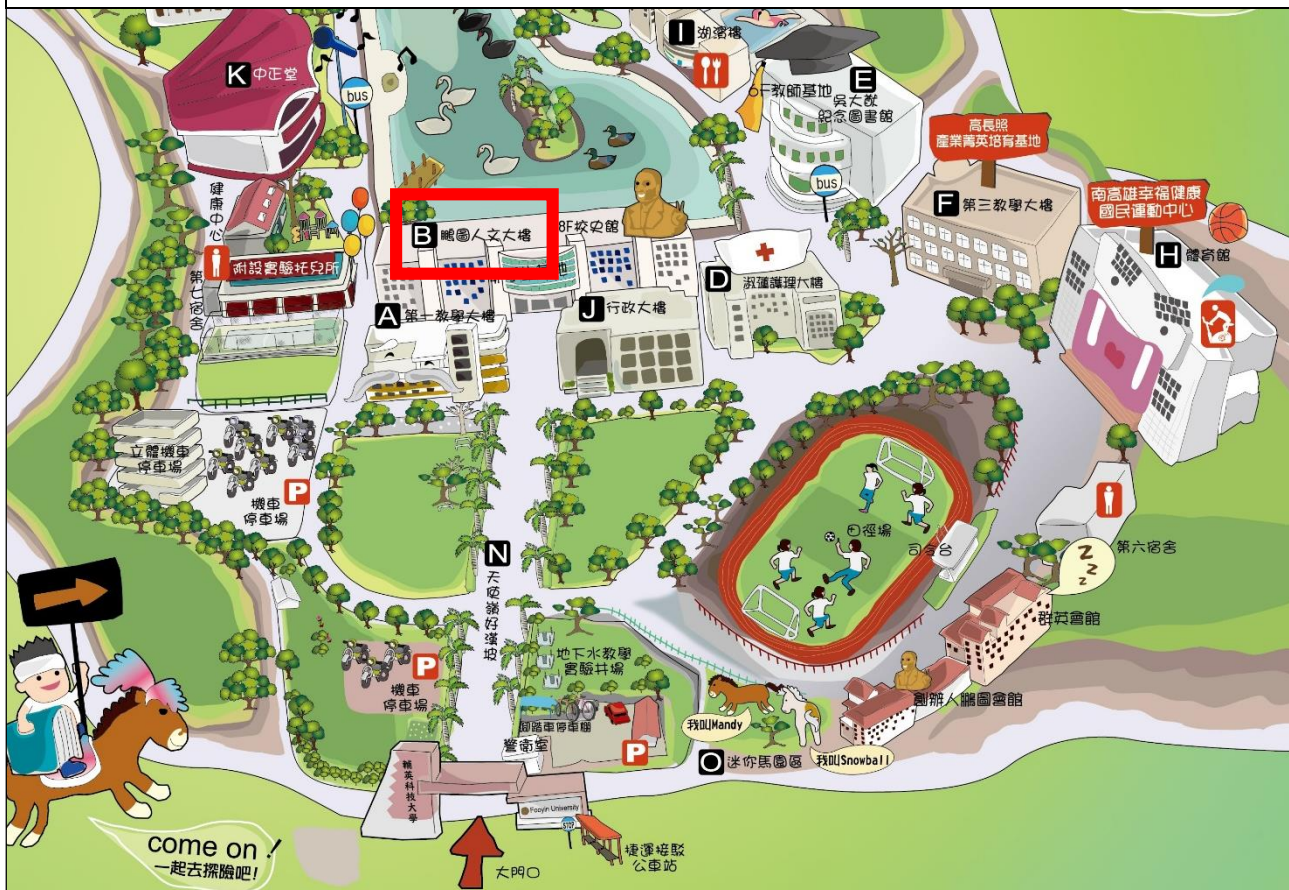 K 中正堂
bus
I 湖濱樓
6F教師基地
E
吳大猷
紀念圖書館
bus
高長照
產業菁英培育基地
F 第三教學大樓
南高雄幸福健康
國民運動中心
H 體育館
健康中心
附設實驗托兒所
第七宿舍
B 鵬圖人文大樓
8F校史館
地
A 第一教學大樓
J 行政大樓
D 淑蓮護理大樓
立體機車
停車場
P
機車
停車場
N 天使嶺好漢坡
田徑場
司令台
第六宿舍
Z
Z
Z
群英會館
創辦人鵬圖會館
地下水教學
實驗井場
P
機車
停車場
腳踏車停車棚
警衛室
P
我叫Mandy
我叫Snowball
O 迷你馬園區
輔英科技大學
Fooyin University
STOP
捷運接駁
公車站
大門口
come on !
一起去探險吧!